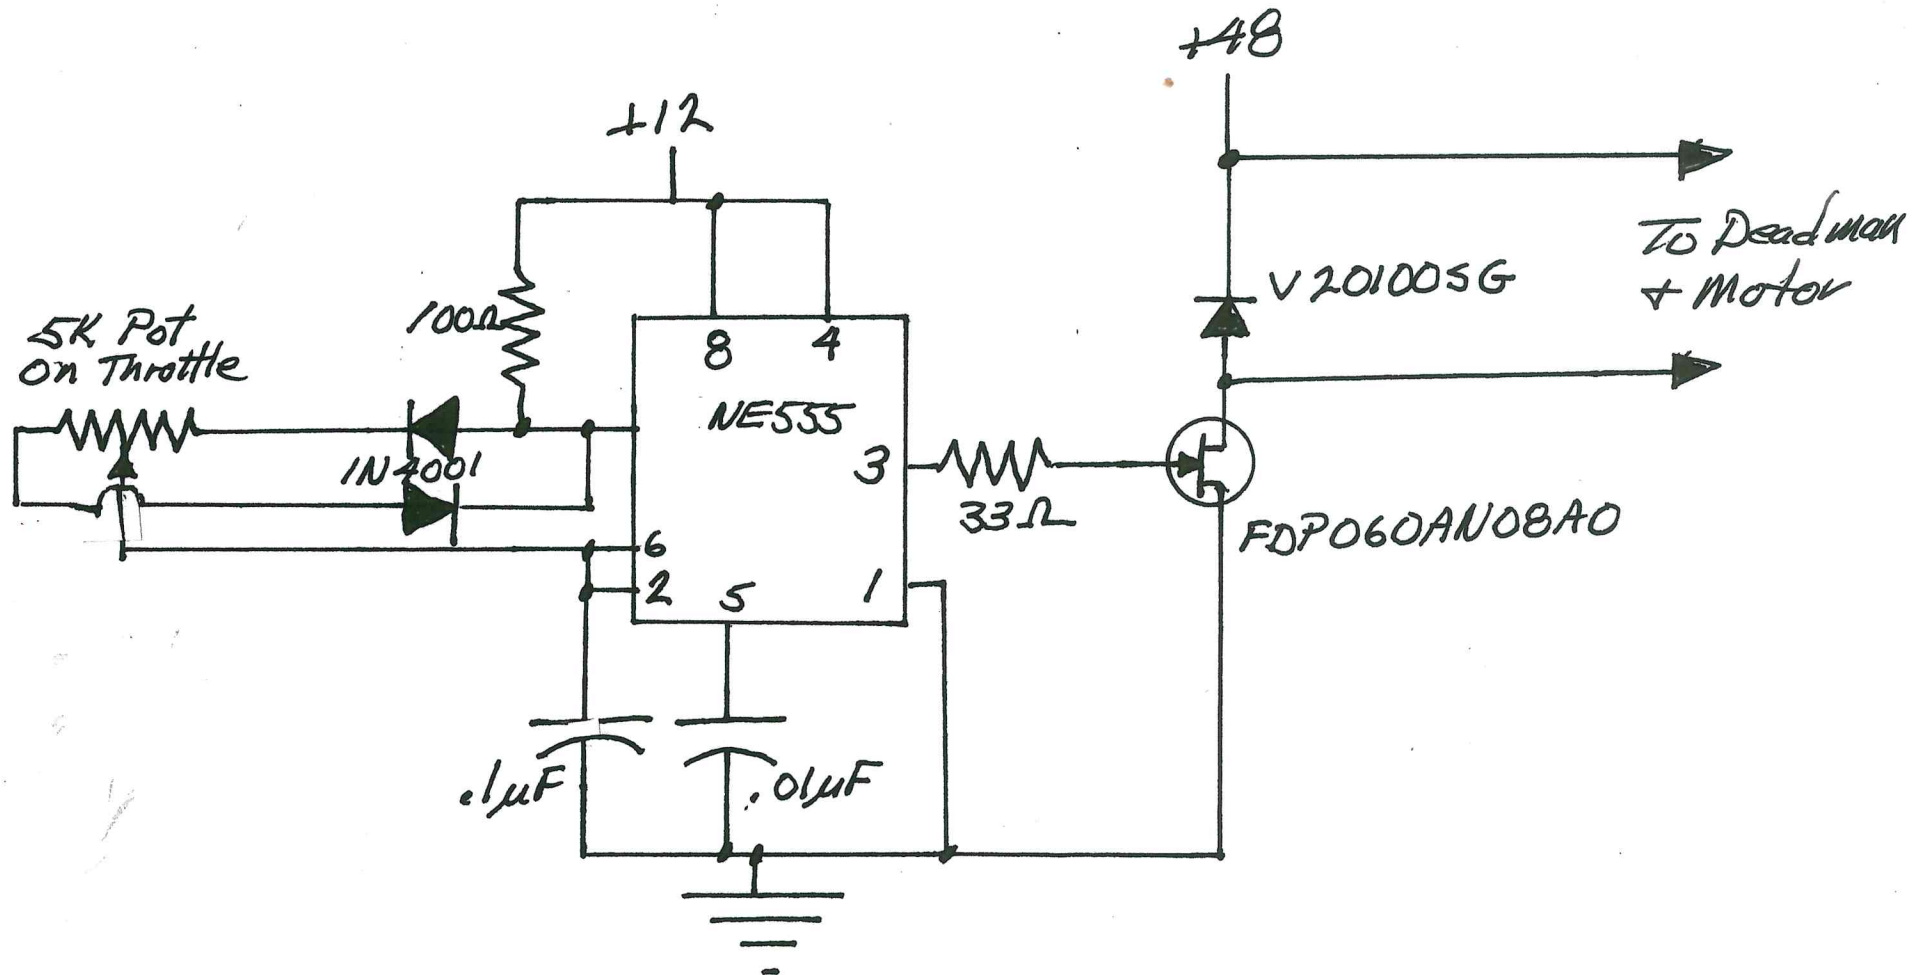 +48
+12
To Deadman
+ Motor
V20100SG
100Ω
5K Pot
On Throttle
8
4
NE555
1N4001
3
33Ω
FDP060AN08A0
6
2
5
1
.1µF
.01µF